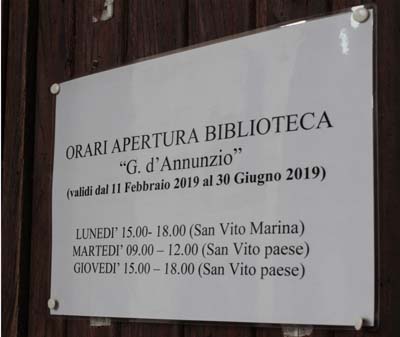 ORARI APERTURA BIBLIOTECA
“G. d’Annunzio”
(validi dal 11 Febbraio 2019 al 30 Giugno 2019)
LUNEDI’ 15.00- 18.00 (San Vito Marina)
MARTEDI’ 09.00 – 12.00 (San Vito paese)
GIOVEDI’ 15.00 – 18.00 (San Vito paese)